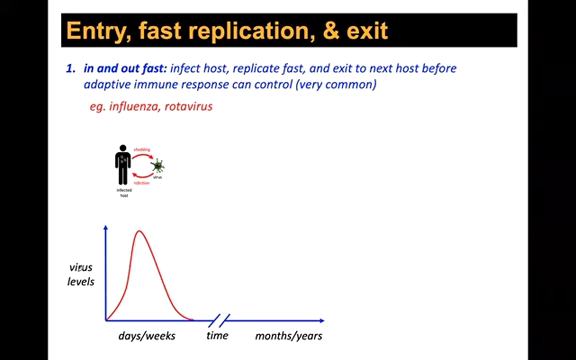 Entry, fast replication, & exit
1. in and out fast: infect host, replicate fast, and exit to next host before
adaptive immune response can control (very common)
eg. influenza, rotavirus
shedding
virus
infection
infected
host
virus
levels
days/weeks time months/years